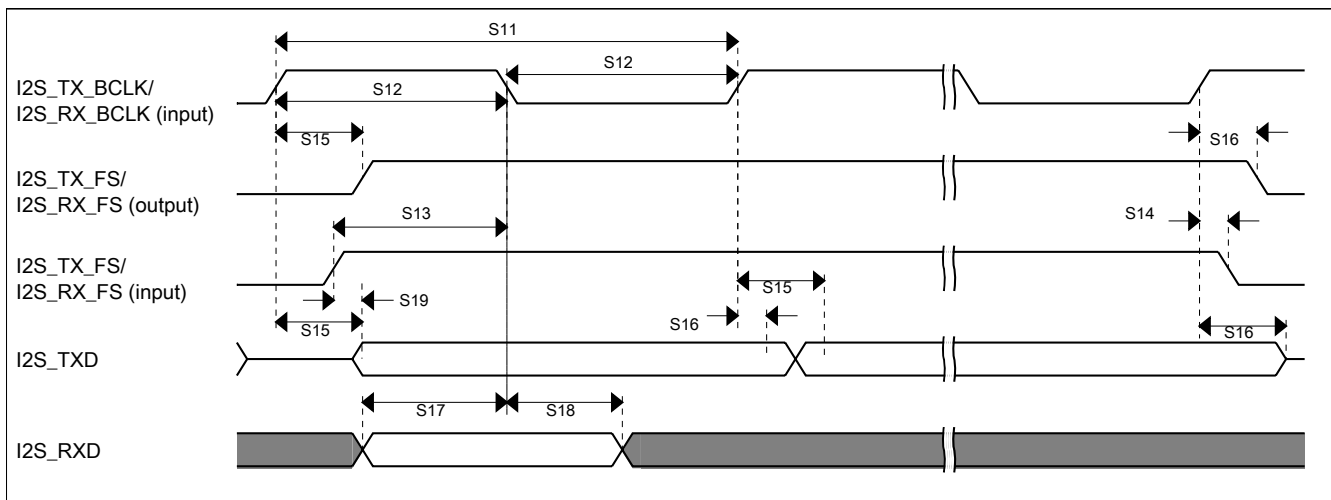 S11
I2S_TX_BCLK/
I2S_RX_BCLK (input)
S12
S12
S15
S16
I2S_TX_FS/
I2S_RX_FS (output)
S13
S14
I2S_TX_FS/
I2S_RX_FS (input)
S15
S19
S16
S15
S16
I2S_TXD
S17
S18
I2S_RXD